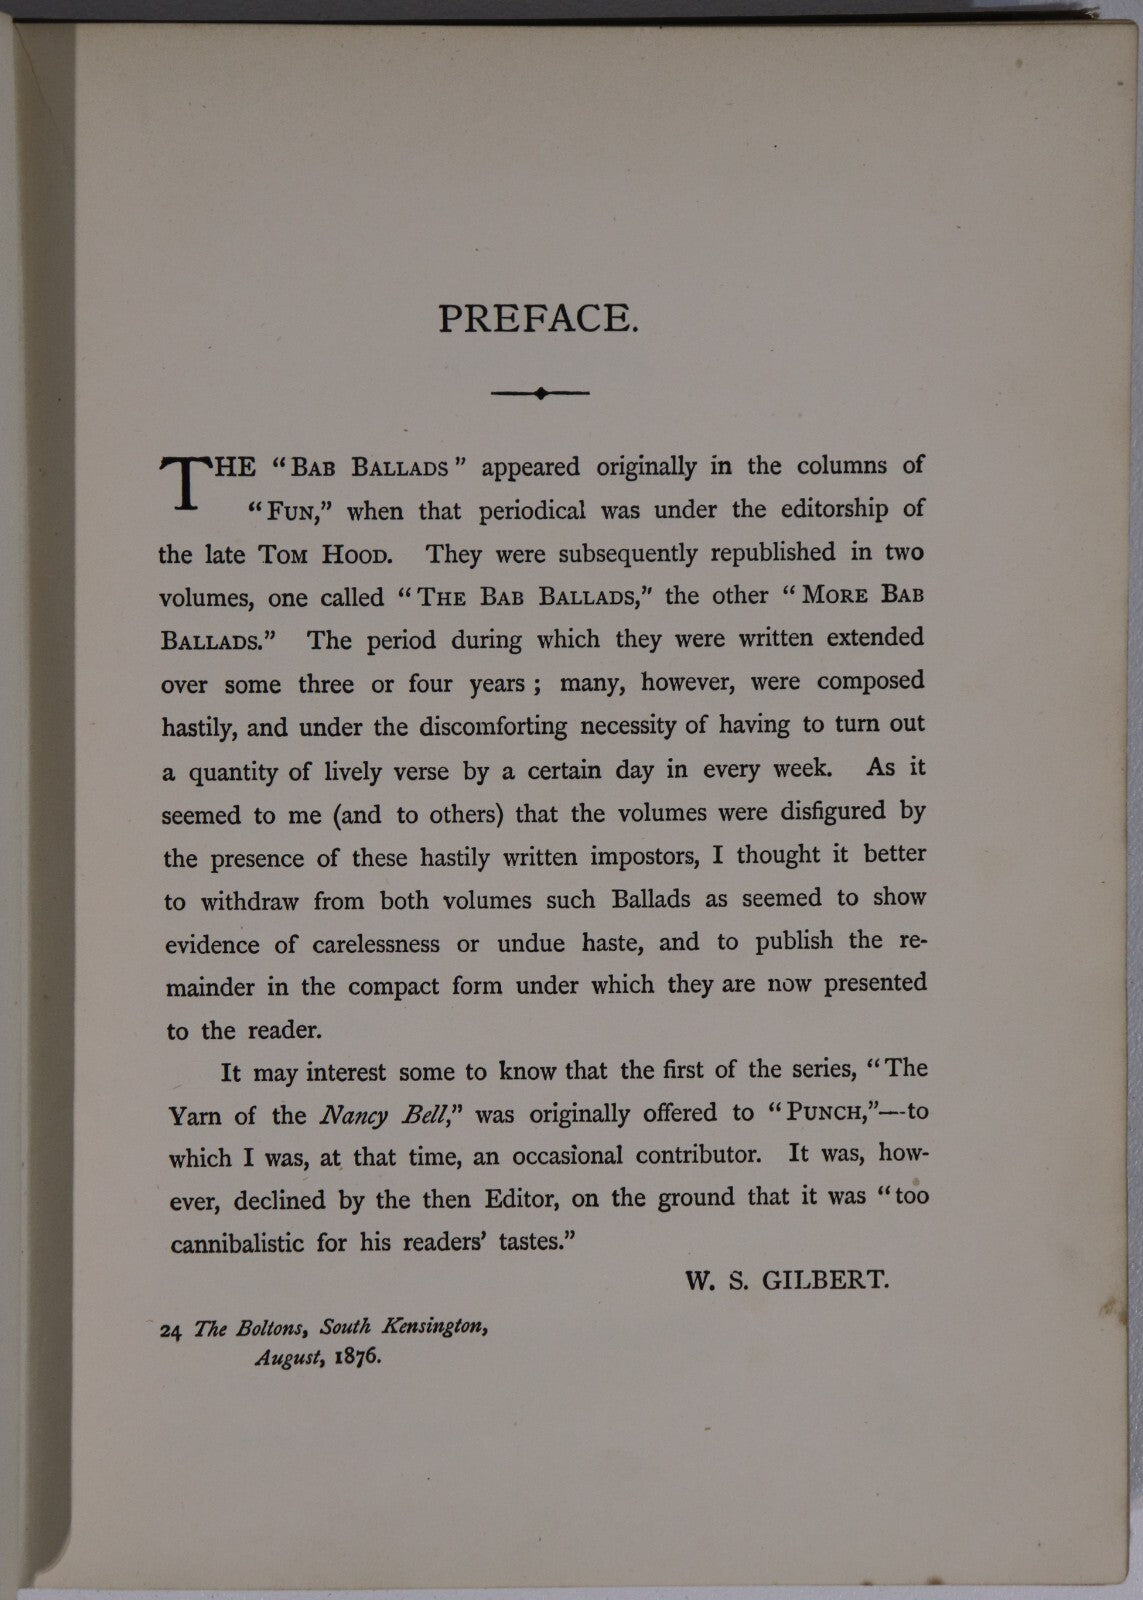 PREFACE.
THE "BAB BALLADS" appeared originally in the columns of
"FUN," when that periodical was under the editorship of
the late TOM HOOD. They were subsequently republished in two
volumes, one called "THE BAB BALLADS," the other "MORE BAB
BALLADS." The period during which they were written extended
over some three or four years; many, however, were composed
hastily, and under the discomforting necessity of having to turn out
a quantity of lively verse by a certain day in every week. As it
seemed to me (and to others) that the volumes were disfigured by
the presence of these hastily written impostors, I thought it better
to withdraw from both volumes such Ballads as seemed to show
evidence of carelessness or undue haste, and to publish the re-
mainder in the compact form under which they are now presented
to the reader.
It may interest some to know that the first of the series, "The
Yarn of the Nancy Bell," was originally offered to "PUNCH,"—to
which I was, at that time, an occasional contributor. It was, how-
ever, declined by the then Editor, on the ground that it was "too
cannibalistic for his readers' tastes."
W. S. GILBERT.
24 The Boltons, South Kensington,
August, 1876.